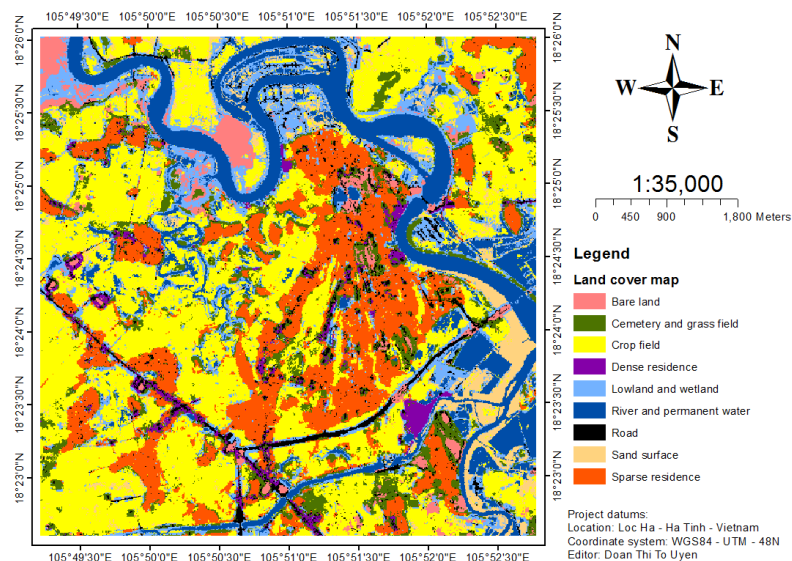 105°49'30"E 105°50'0"E 105°50'30"E 105°51'0"E 105°51'30"E 105°52'0"E 105°52'30"E
18°26'0"N
18°25'30"N
18°25'0"N
18°24'30"N
18°24'0"N
18°23'30"N
18°23'0"N
18°26'0"N
18°25'30"N
18°25'0"N
18°24'30"N
18°24'0"N
18°23'30"N
18°23'0"N
105°49'30"E 105°50'0"E 105°50'30"E 105°51'0"E 105°51'30"E 105°52'0"E 105°52'30"E
N
W E
S
1:35,000
0 450 900 1,800 Meters
Legend
Land cover map
Bare land
Cemetery and grass field
Crop field
Dense residence
Lowland and wetland
River and permanent water
Road
Sand surface
Sparse residence
Project datums:
Location: Loc Ha - Ha Tinh - Vietnam
Coordinate system: WGS84 - UTM - 48N
Editor: Doan Thi To Uyen